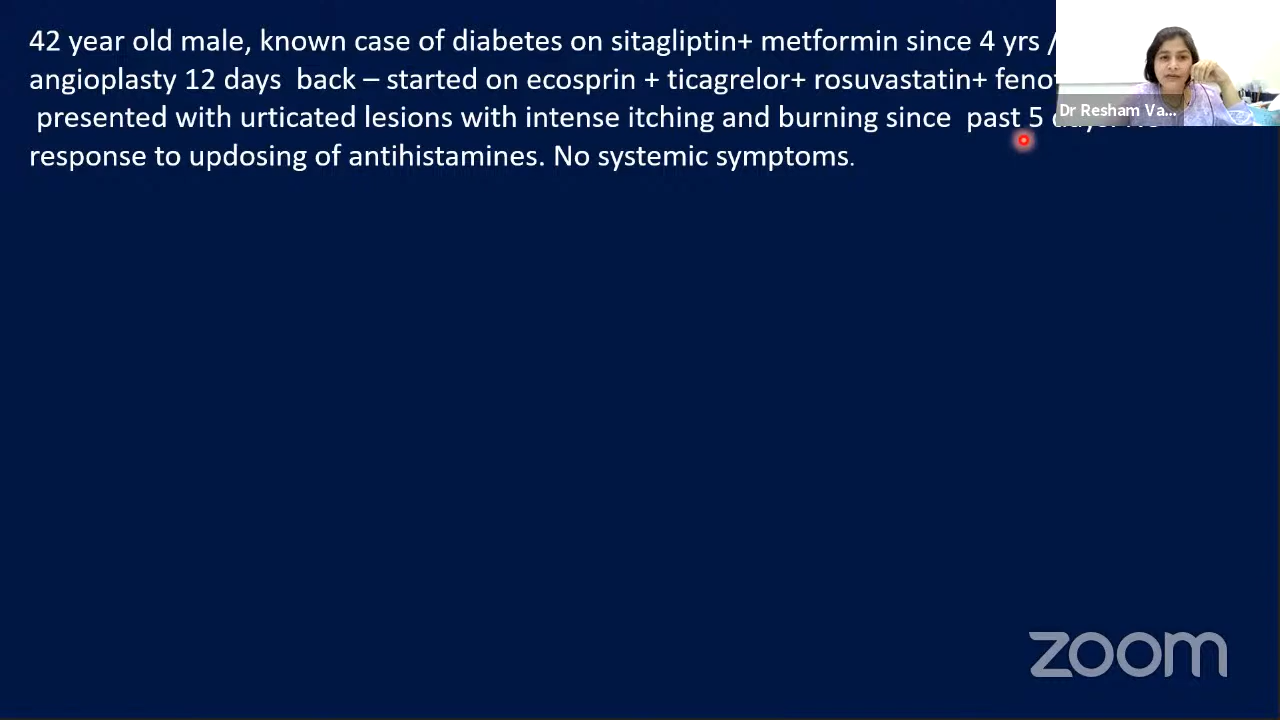 42 year old male, known case of diabetes on sitagliptin+ metformin since 4 yrs /
angioplasty 12 days back – started on ecosprin + ticagrelor+ rosuvastatin+
presented with urticated lesions with intense itching and burning since past 5 days.
response to updosing of antihistamines. No systemic symptoms.
Dr Resham Va...
zoom